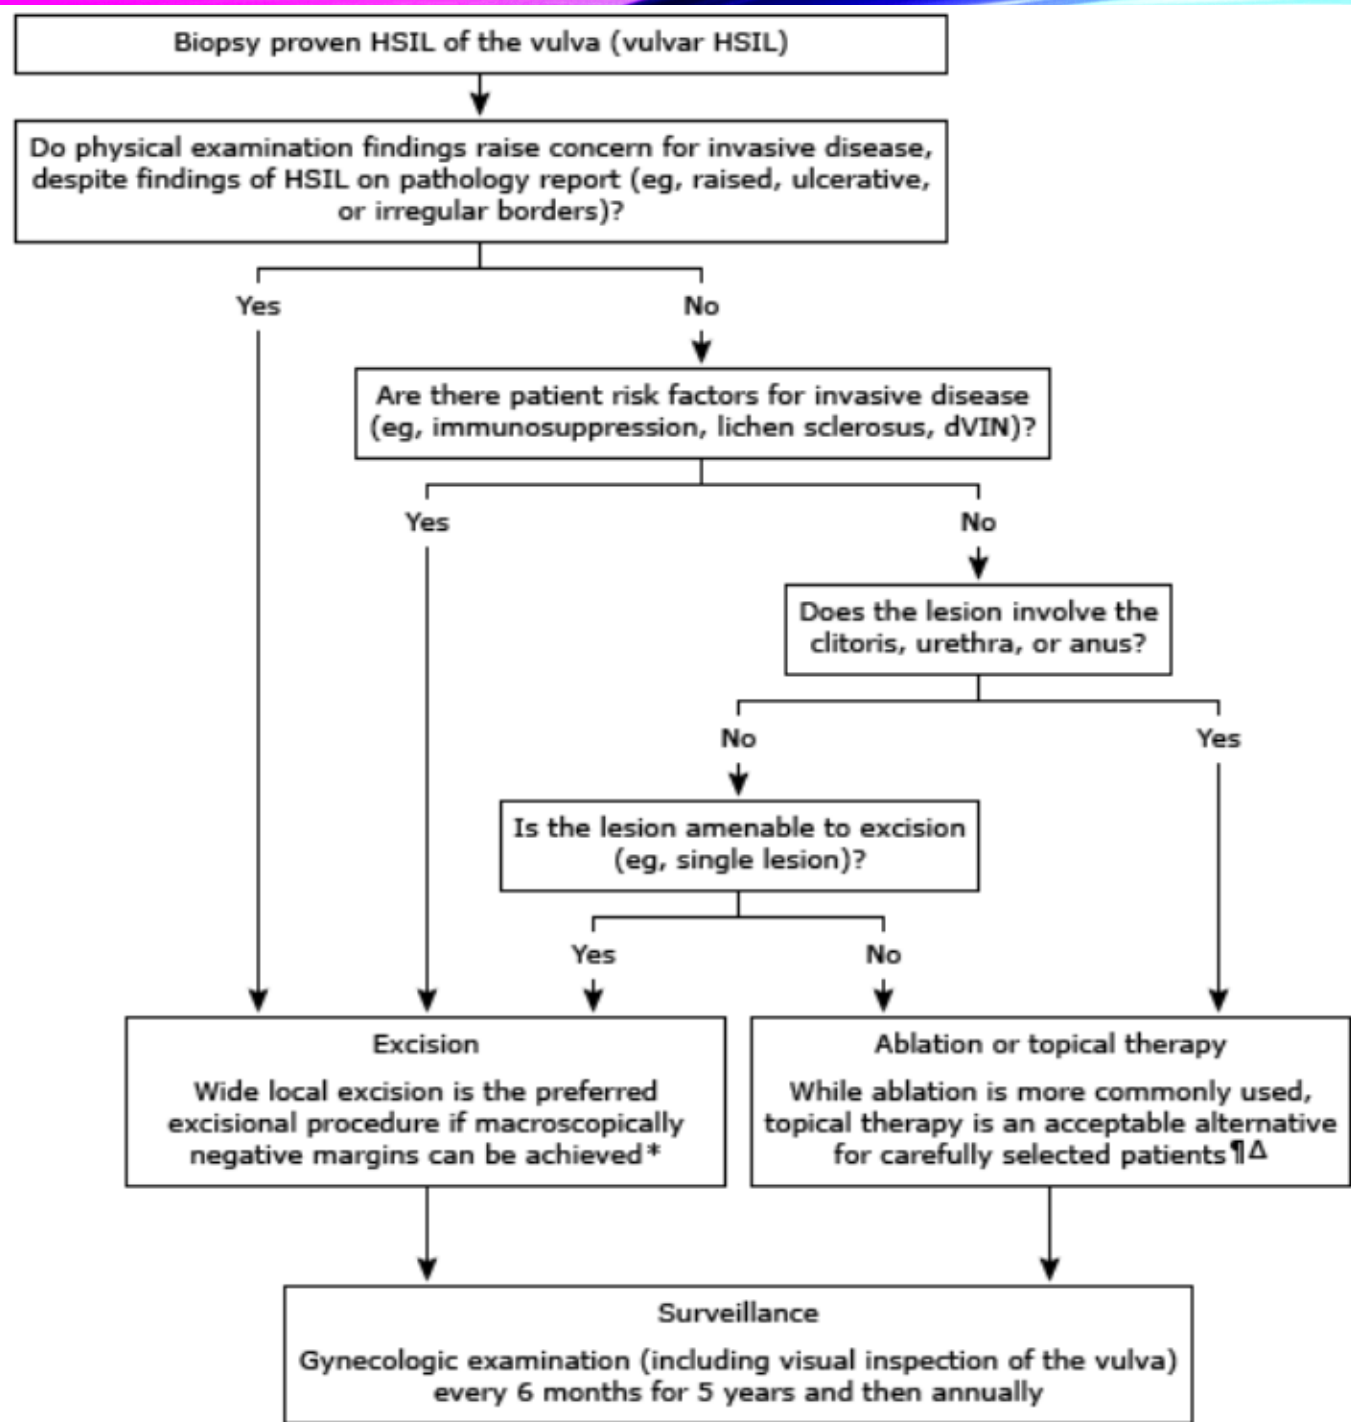 Biopsy proven HSIL of the vulva (vulvar HSIL)
Do physical examination findings raise concern for invasive disease,
despite findings of HSIL on pathology report (eg, raised, ulcerative,
or irregular borders)?
Yes
No
Are there patient risk factors for invasive disease
(eg, immunosuppression, lichen sclerosus, dVIN)?
Yes
No
Does the lesion involve the
clitoris, urethra, or anus?
No
Yes
Is the lesion amenable to excision
(eg, single lesion)?
Yes
No
Excision
Wide local excision is the preferred
excisional procedure if macroscopically
negative margins can be achieved*
Ablation or topical therapy
While ablation is more commonly used,
topical therapy is an acceptable alternative
for carefully selected patients¶Δ
Surveillance
Gynecologic examination (including visual inspection of the vulva)
every 6 months for 5 years and then annually